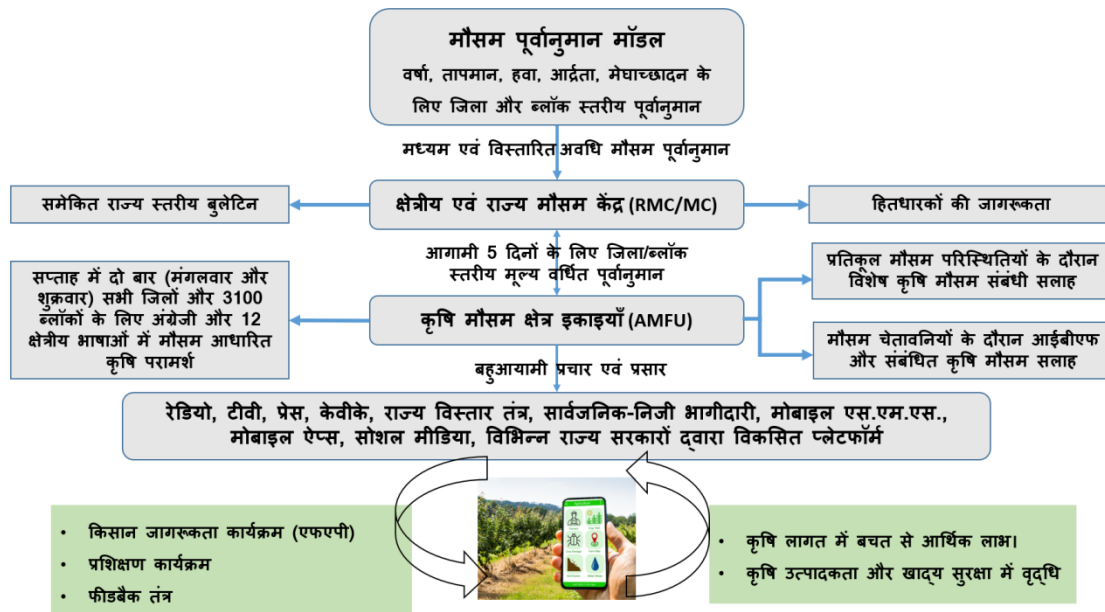 मौसम पूर्वानुमान मॉडल
वर्षा, तापमान, हवा, आर्द्रता, मेघाच्छादन के
लिए जिला और ब्लॉक स्तरीय पूर्वानुमान
मध्यम एवं विस्तारित अवधि मौसम पूर्वानुमान
समेकित राज्य स्तरीय बुलेटिन
क्षेत्रीय एवं राज्य मौसम केंद्र (RMC/MC)
हितधारकों की जागरूकता
आगामी 5 दिनों के लिए जिला/ब्लॉक
स्तरीय मूल्य वर्धित पूर्वानुमान
सप्ताह में दो बार (मंगलवार और
शुक्रवार) सभी जिलों और 3100
ब्लॉकों के लिए अंग्रेजी और 12
क्षेत्रीय भाषाओं में मौसम आधारित
कृषि परामर्श
कृषि मौसम क्षेत्र इकाइयाँ (AMFU)
प्रतिकूल मौसम परिस्थितियों के दौरान
विशेष कृषि मौसम संबंधी सलाह
मौसम चेतावनियों के दौरान आईबीएफ
और संबंधित कृषि मौसम सलाह
बहुआयामी प्रचार एवं प्रसार
रेडियो, टीवी, प्रेस, केवीके, राज्य विस्तार तंत्र, सार्वजनिक-निजी भागीदारी, मोबाइल एस.एम.एस.,
मोबाइल ऐप्स, सोशल मीडिया, विभिन्न राज्य सरकारों द्वारा विकसित प्लेटफॉर्म
• किसान जागरूकता कार्यक्रम (एफएपी)
• प्रशिक्षण कार्यक्रम
• फीडबैक तंत्र
• कृषि लागत में बचत से आर्थिक लाभ।
• कृषि उत्पादकता और खाद्य सुरक्षा में वृद्धि